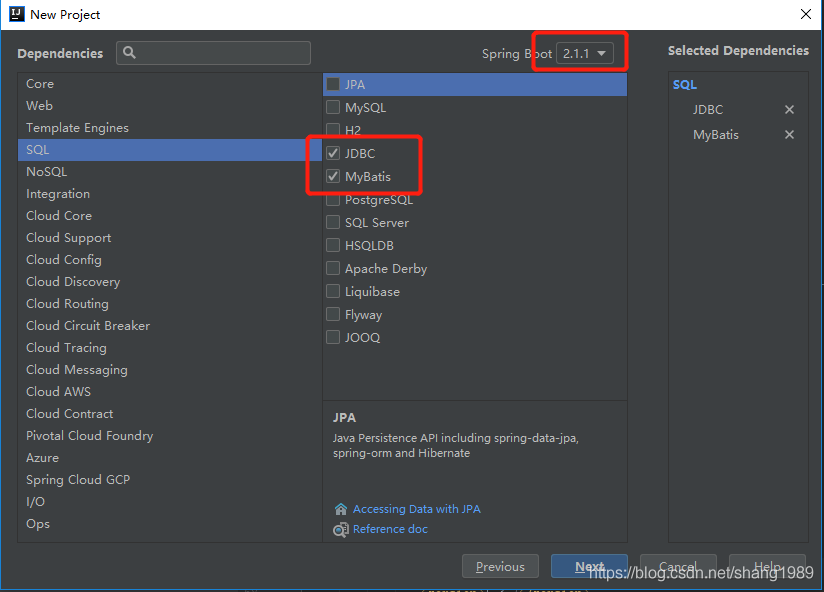 New Project
Dependencies
Spring Boot
2.1.1
Selected Dependencies
Core
Web
Template Engines
SQL
NoSQL
Integration
Cloud Core
Cloud Support
Cloud Config
Cloud Discovery
Cloud Routing
Cloud Circuit Breaker
Cloud Tracing
Cloud Messaging
Cloud AWS
Cloud Contract
Pivotal Cloud Foundry
Azure
Spring Cloud GCP
I/O
Ops
JPA
MySQL
H2
JDBC
MyBatis
PostgreSQL
SQL Server
HSQLDB
Apache Derby
Liquibase
Flyway
JOOQ
JPA
Java Persistence API including spring-data-jpa,
spring-orm and Hibernate
Accessing Data with JPA
Reference doc
SQL
JDBC
MyBatis
Previous
Next
Cancel
Help
https://blog.csdn.net/shang1989